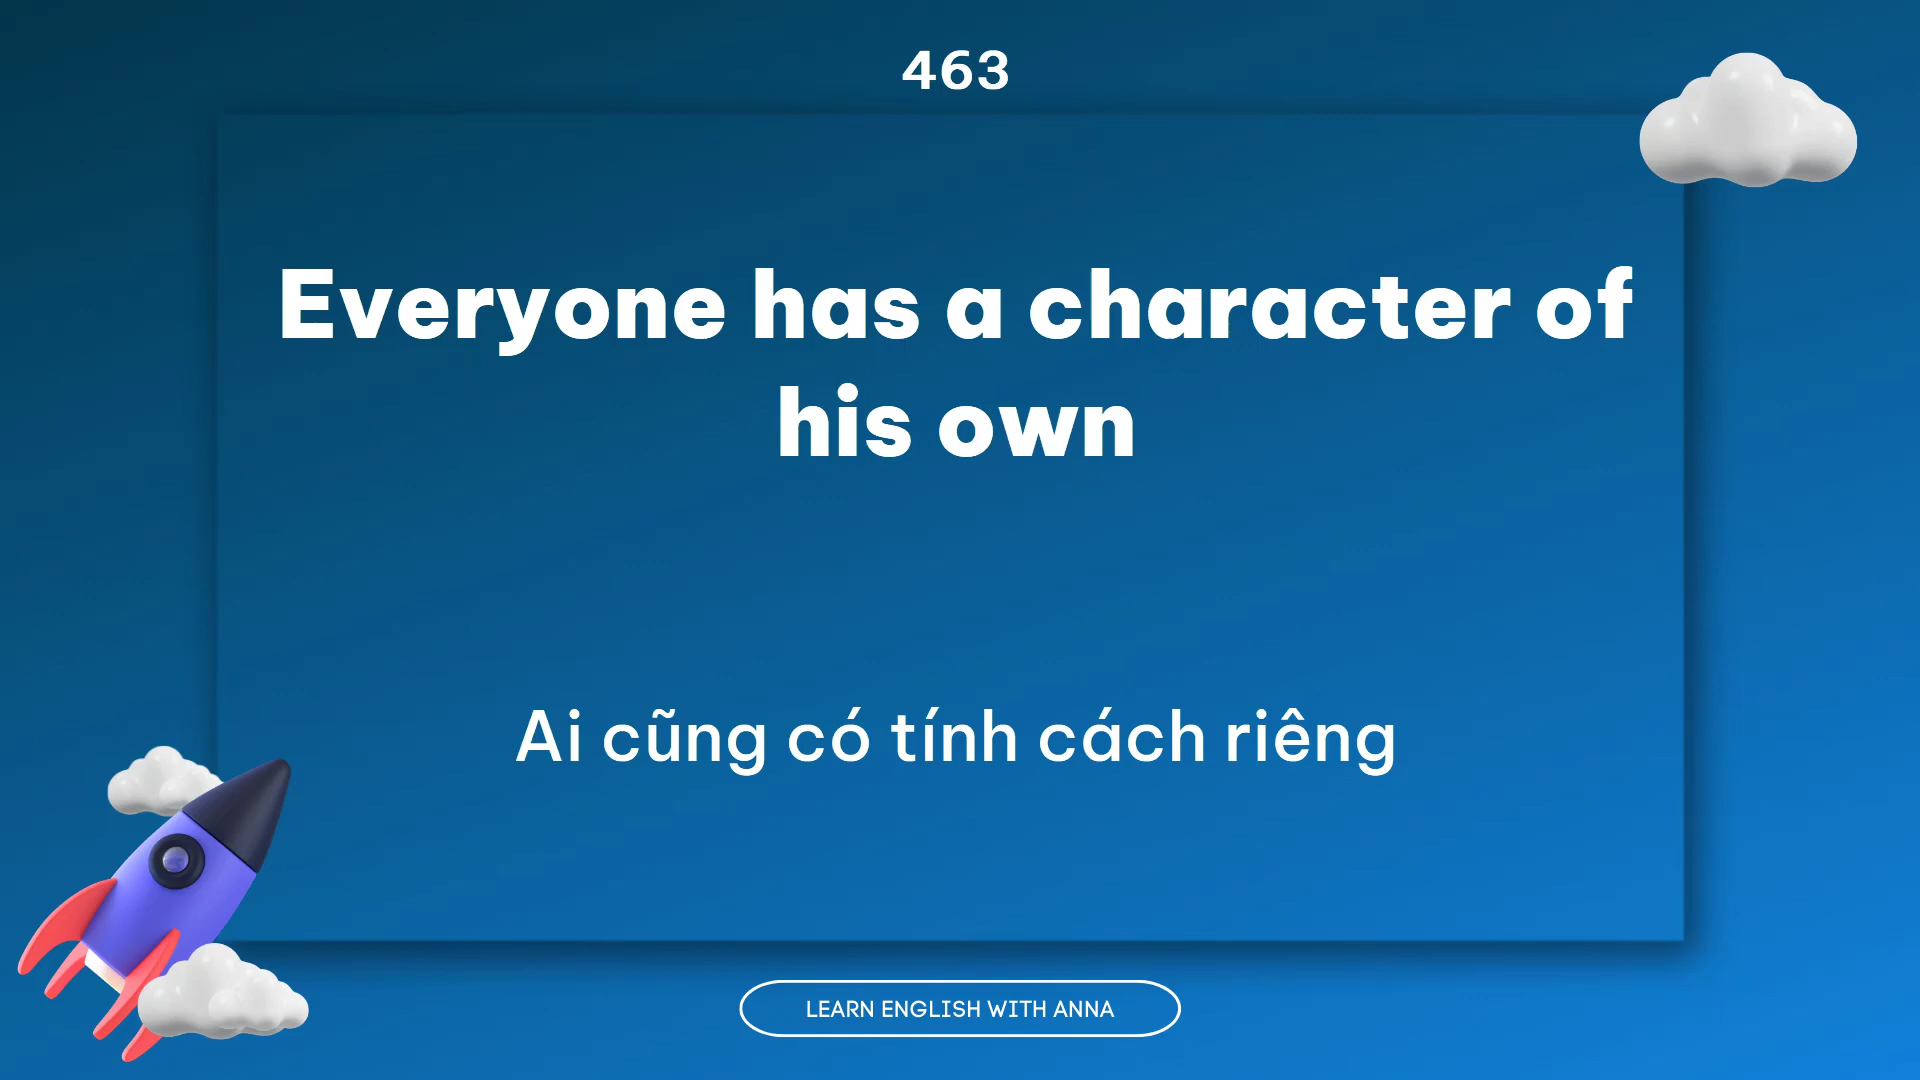 463
Everyone has a character of
his own
Ai cũng có tính cách riêng
LEARN ENGLISH WITH ANNA